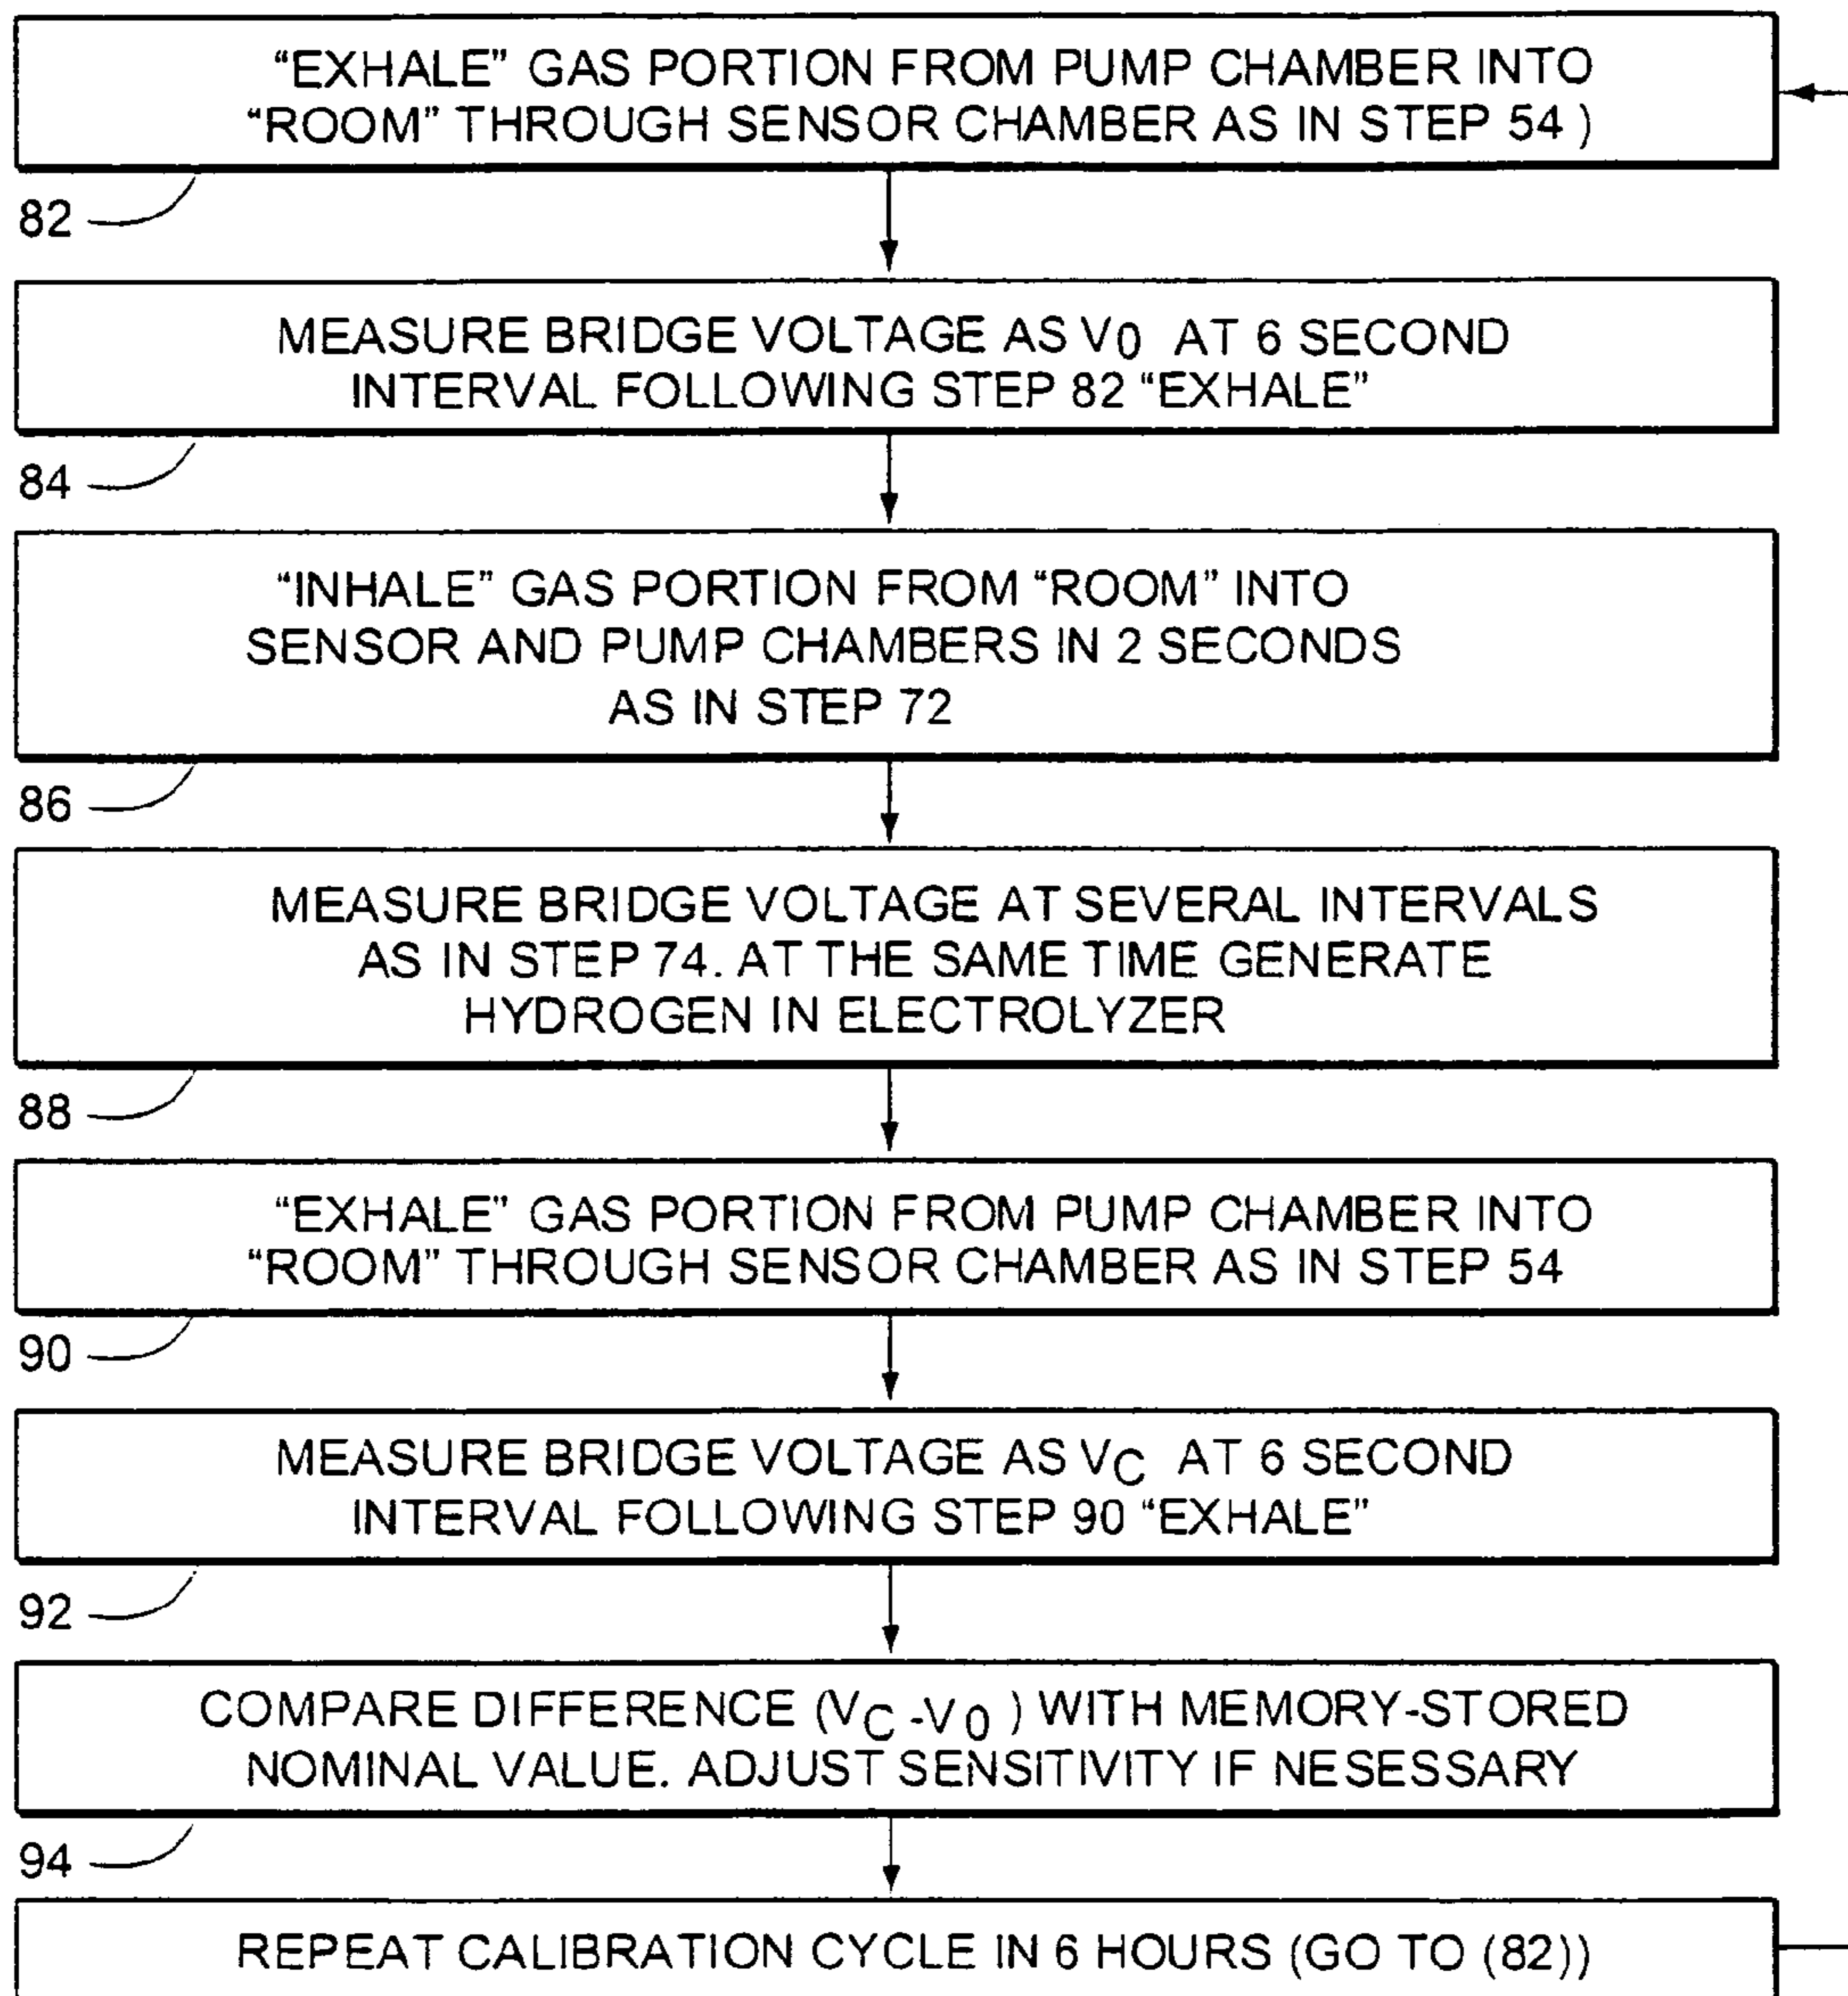 “EXHALE” GAS PORTION FROM PUMP CHAMBER INTO
“ROOM” THROUGH SENSOR CHAMBER AS IN STEP 54 )
82
MEASURE BRIDGE VOLTAGE AS V0 AT 6 SECOND
INTERVAL FOLLOWING STEP 82 “EXHALE”
84
“INHALE” GAS PORTION FROM “ROOM” INTO
SENSOR AND PUMP CHAMBERS IN 2 SECONDS
AS IN STEP 72
86
MEASURE BRIDGE VOLTAGE AT SEVERAL INTERVALS
AS IN STEP 74. AT THE SAME TIME GENERATE
HYDROGEN IN ELECTROLYZER
88
“EXHALE” GAS PORTION FROM PUMP CHAMBER INTO
“ROOM” THROUGH SENSOR CHAMBER AS IN STEP 54
90
MEASURE BRIDGE VOLTAGE AS VC AT 6 SECOND
INTERVAL FOLLOWING STEP 90 “EXHALE”
92
COMPARE DIFFERENCE (VC -V0 ) WITH MEMORY-STORED
NOMINAL VALUE. ADJUST SENSITIVITY IF NESESSARY
94
REPEAT CALIBRATION CYCLE IN 6 HOURS (GO TO (82))